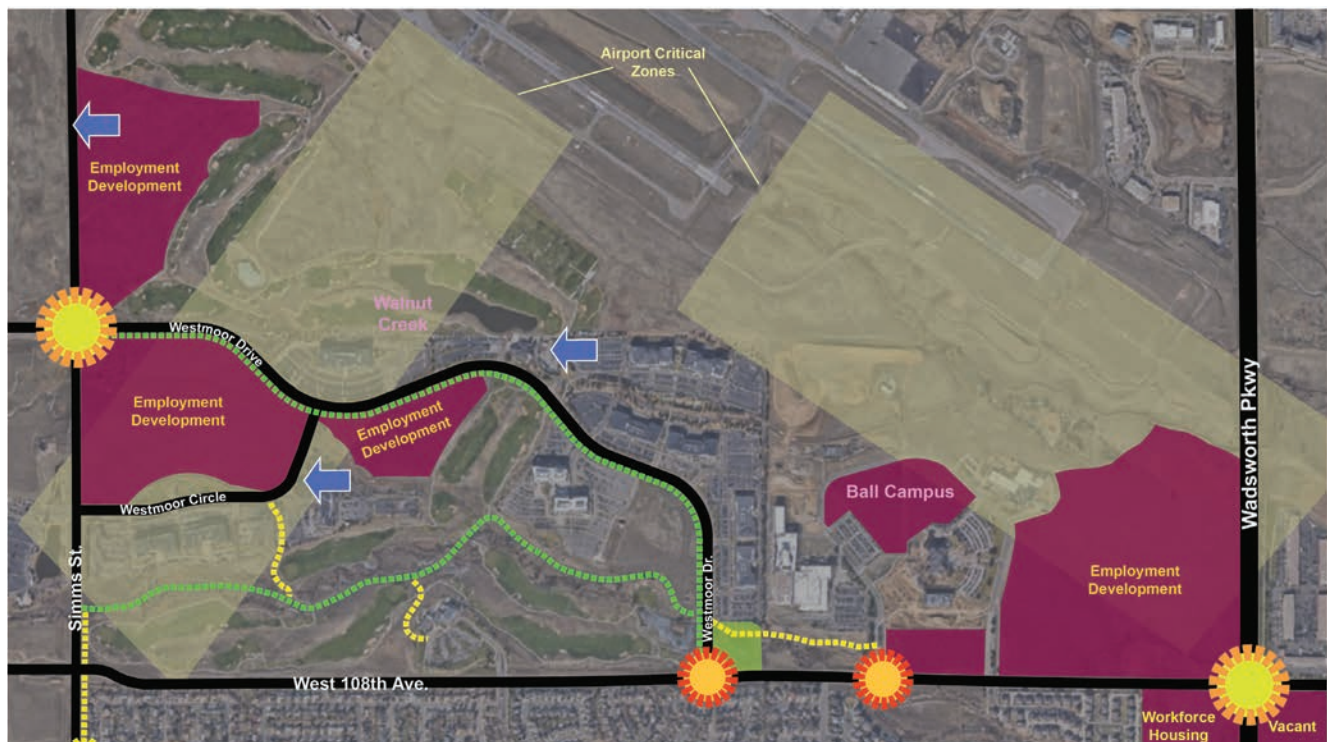 Airport Critical
Zones
Employment
Development
Walnut
Creek
Westmoor Drive
Wadsworth Pkwy
Employment
Development
Employment
Development
Ball Campus
Westmoor Circle
Simms St.
Westmoor Dr.
Employment
Development
West 108th Ave.
Workforce
Housing
Vacant